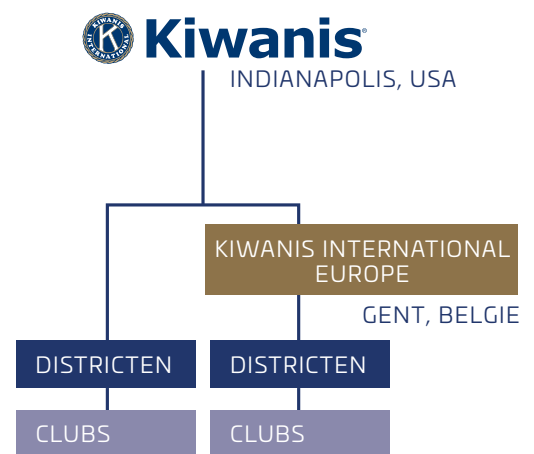 KIWANIS
INTERNATIONAL
Kiwanis
INDIANAPOLIS, USA
KIWANIS INTERNATIONAL
EUROPE
GENT, BELGIE
DISTRICTEN
DISTRICTEN
CLUBS
CLUBS